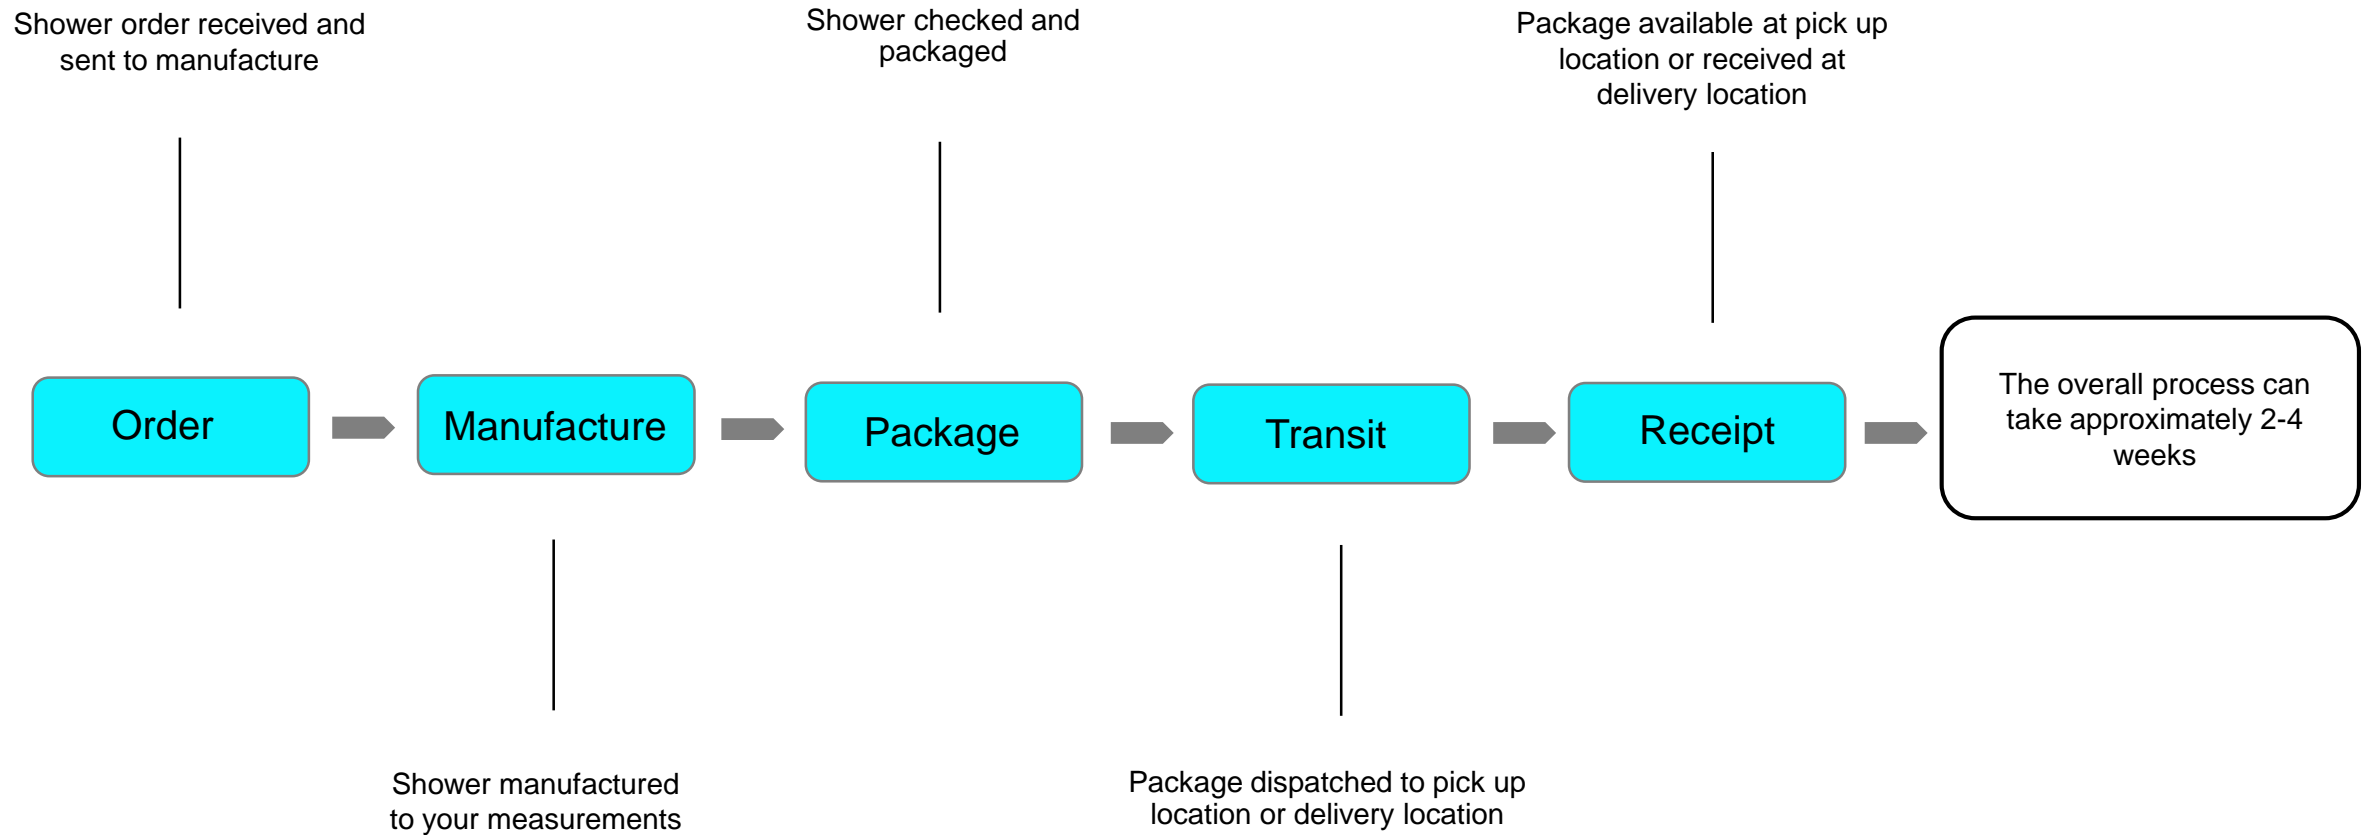 Shower order received and
sent to manufacture
Shower checked and
packaged
Package available at pick up
location or received at
delivery location
Order
Manufacture
Package
Transit
Receipt
The overall process can
take approximately 2-4
weeks
Shower manufactured
to your measurements
Package dispatched to pick up
location or delivery location